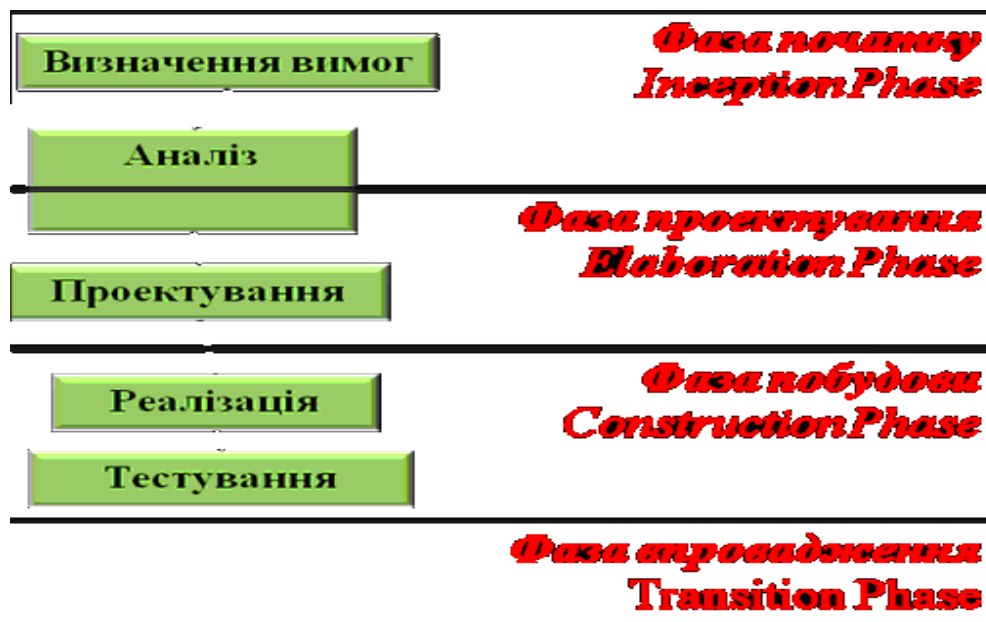 Визначення вимог
Фаза початку
Inception Phase
Аналіз
Фаза проектування
Elaboration Phase
Проектування
Фаза побудови
Construction Phase
Реалізація
Тестування
Фаза впровадження
Transition Phase